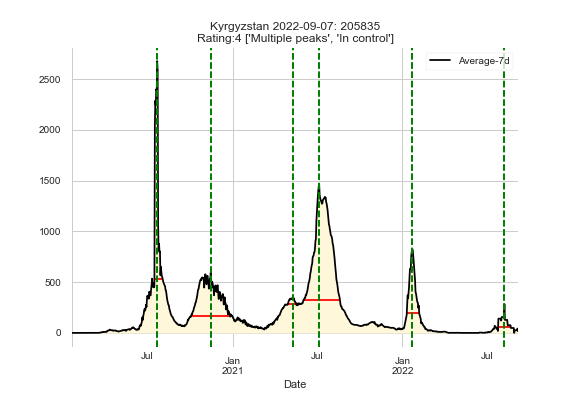 Kyrgyzstan 2022-09-07: 205835
Rating:4 ['Multiple peaks', 'In control']
Average-7d
2500
2000
1500
1000
500
0
Jul
Jan
2021
Jul
Jan
2022
Jul
Date